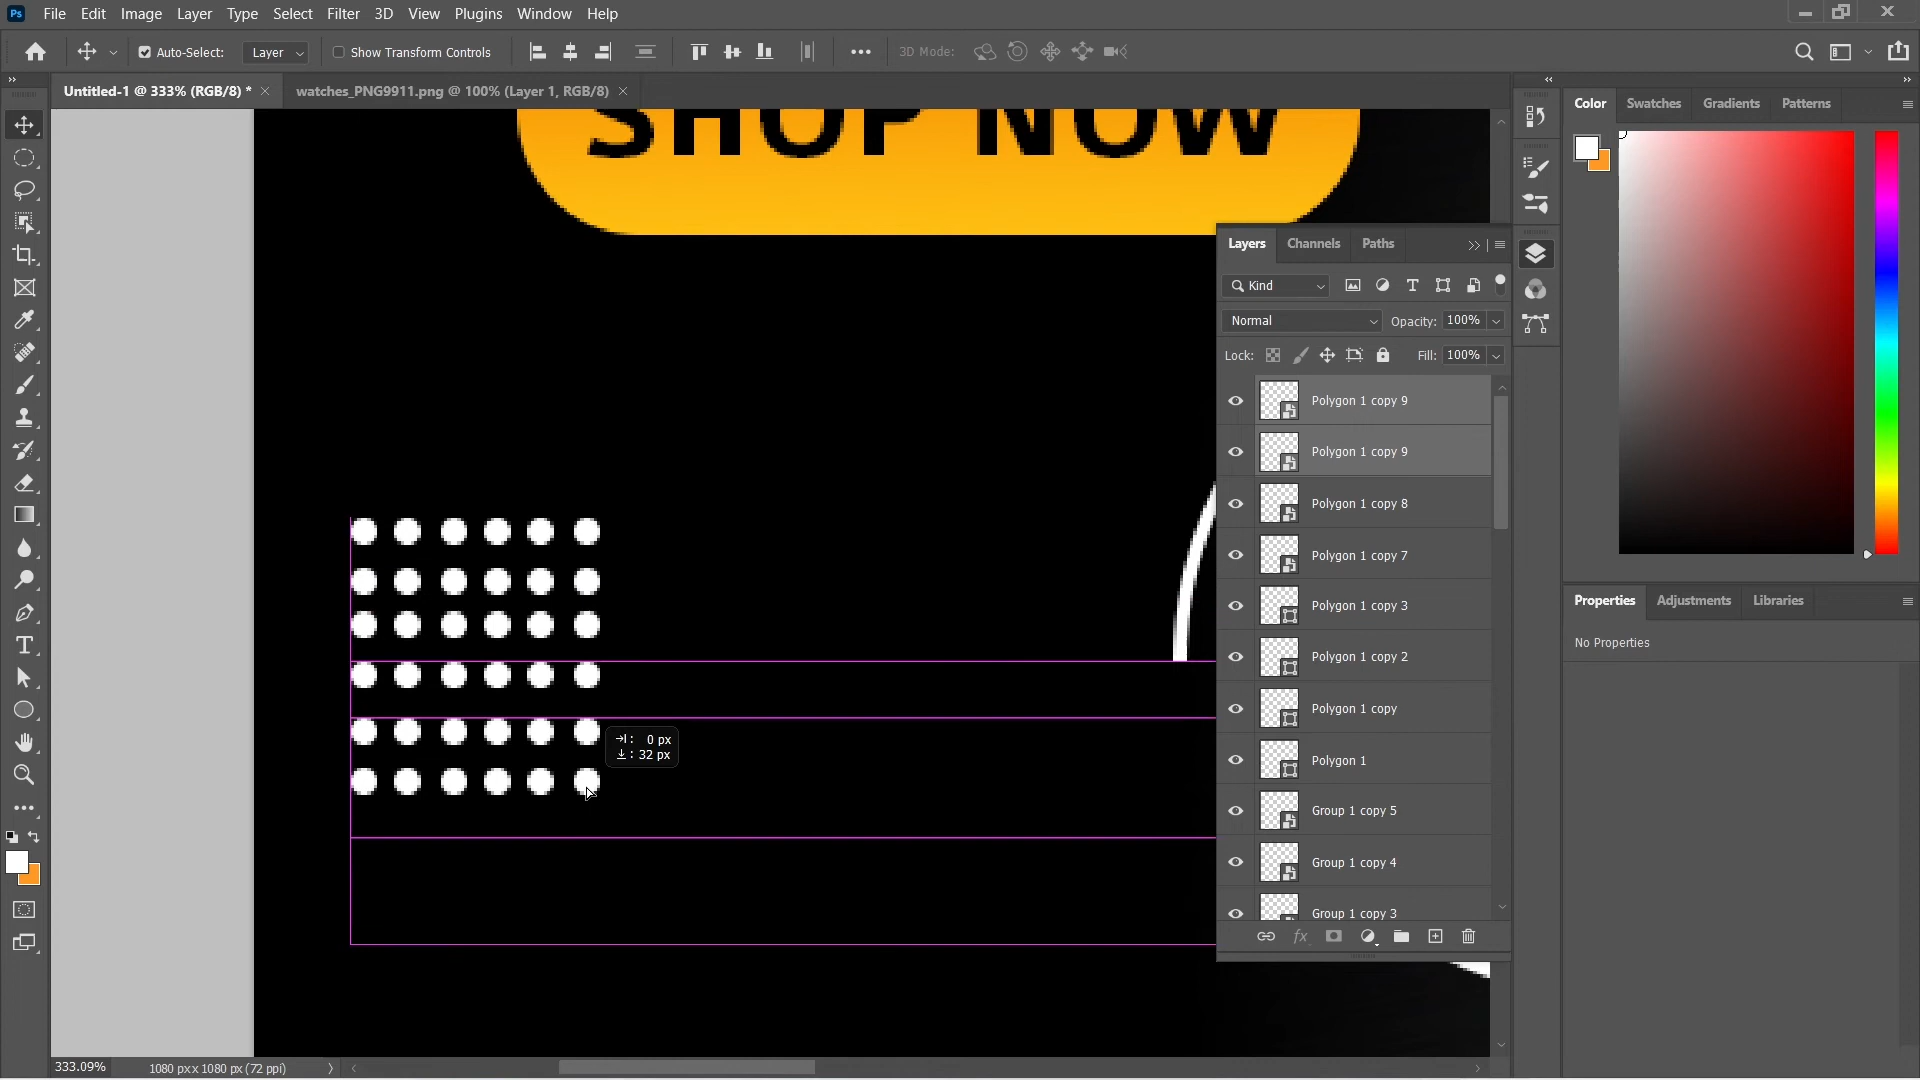 Ps File Edit Image Layer Type Select Filter 3D View Plugins Window Help
Auto-Select: Layer Show Transform Controls 3D Mode:
Untitled-1 @ 333% (RGB/8) * watches_PNG9911.png @ 100% (Layer 1, RGB/8)
Color Swatches Gradients Patterns
SHOP NOW
Layers Channels Paths
Kind
Normal Opacity: 100%
Lock: Fill: 100%
Polygon 1 copy 9
Polygon 1 copy 9
Polygon 1 copy 8
Polygon 1 copy 7
Polygon 1 copy 3
Polygon 1 copy 2
Polygon 1 copy
Polygon 1
Group 1 copy 5
Group 1 copy 4
Group 1 copy 3
Properties Adjustments Libraries
No Properties
: 0 px
: 32 px
fx
333.09% 1080 px x 1080 px (72 ppi)